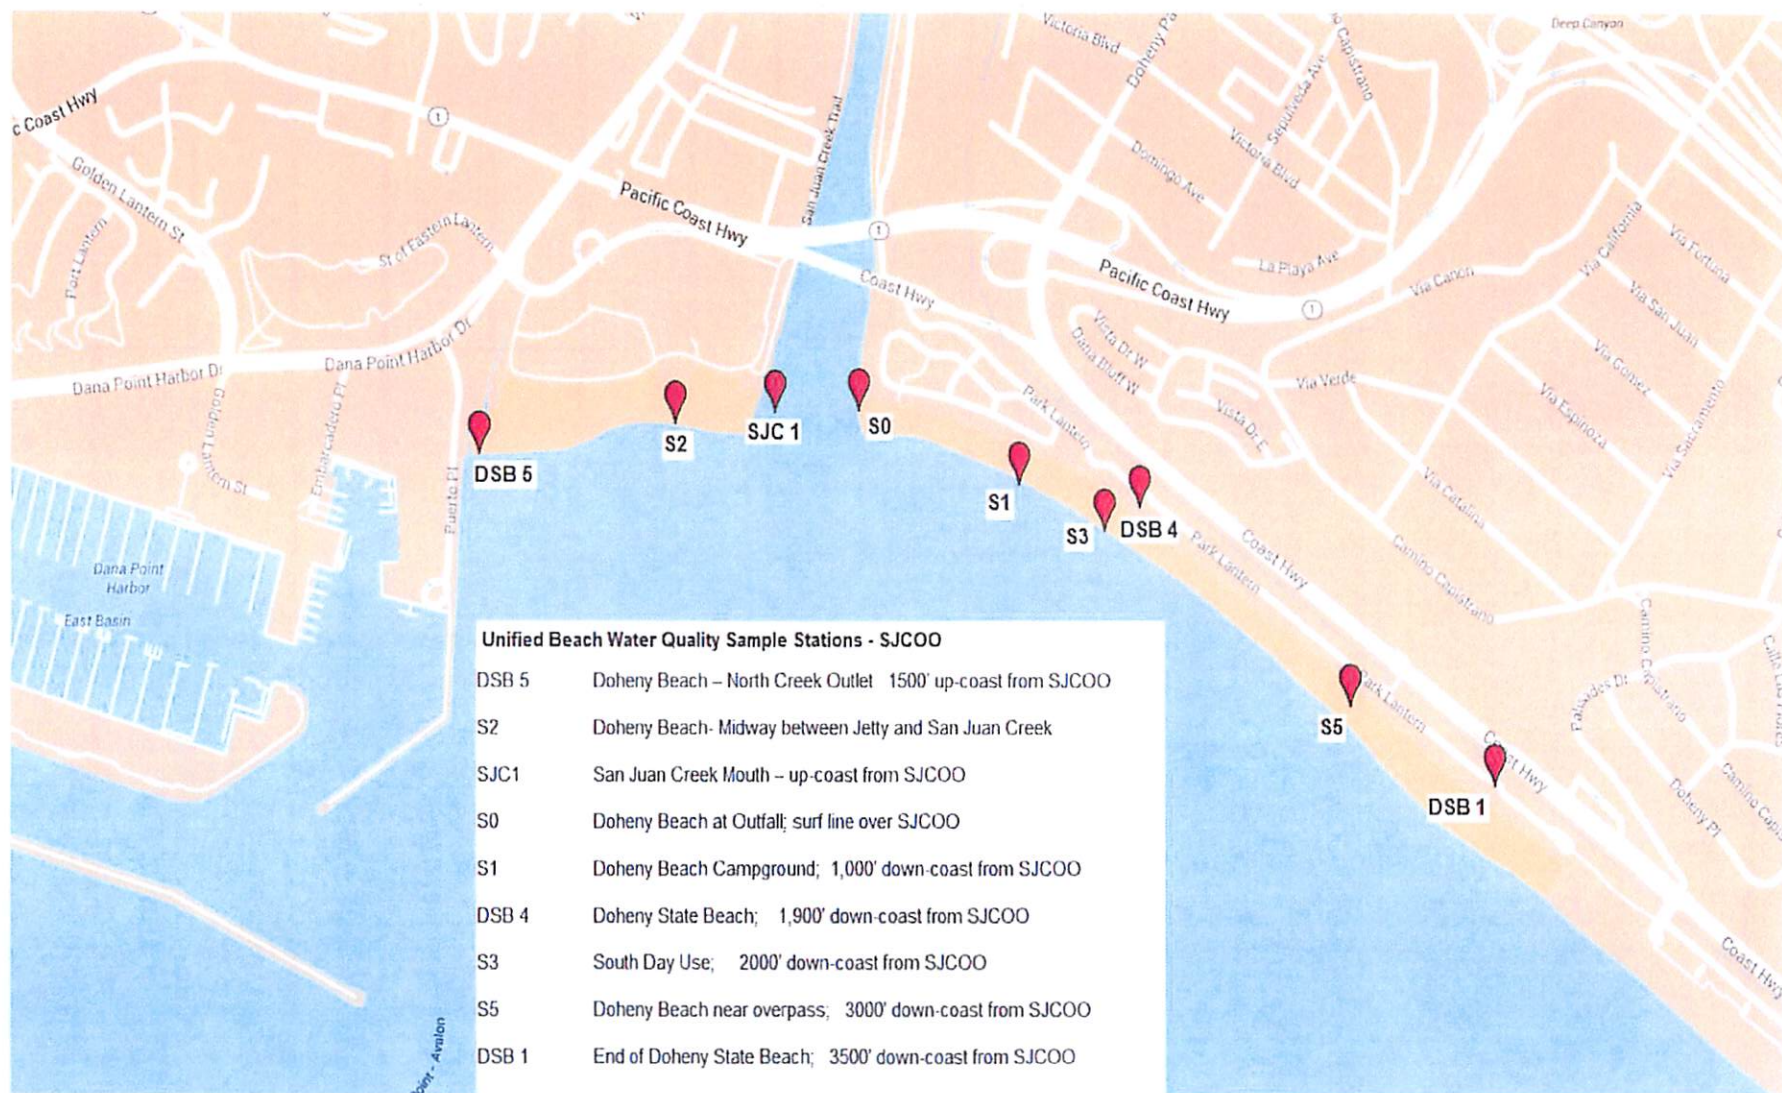 Deep Canyon
Victoria Blvd
Doheny Pa
o Capistrano
c Coast Hwy
1
San Juan Creek Trail
Sepulveda Ave
Domingo Ave
Victoria Blvd
Golden Lantern St
Pacific Coast Hwy
1
St of Eastern Lantern
Port Lantern
La Playa Ave
Via California
Via Fortuna
Coast Hwy
Pacific Coast Hwy
1
Via Canon
Via San Juan
Dana Point Harbor Dr
Dana Point Harbor Dr
Vista Dr W
Dana Bluff W
Via Gomez
Via Verde
Via Espinoza
Golden Lantern St
Embarcadero Pl
Park Lantern
Vista Dr E
Via Sacramento
S2
SJC 1
S0
DSB 5
Puerto Pl
S1
S3
DSB 4
Via Catalina
Park Lantern
Coast Hwy
Camino Capistrano
Dana Point
Harbor
East Basin
Camino Capistrano
Palisades Dr
Park Lantern
S5
Coast Hwy
DSB 1
Doheny Pl
Camino Capis
Coast Hwy
Unified Beach Water Quality Sample Stations - SJCOO
DSB 5 Doheny Beach – North Creek Outlet 1500' up-coast from SJCOO
S2 Doheny Beach- Midway between Jetty and San Juan Creek
SJC1 San Juan Creek Mouth – up-coast from SJCOO
S0 Doheny Beach at Outfall; surf line over SJCOO
S1 Doheny Beach Campground; 1,000' down-coast from SJCOO
DSB 4 Doheny State Beach; 1,900' down-coast from SJCOO
S3 South Day Use; 2000' down-coast from SJCOO
S5 Doheny Beach near overpass; 3000' down-coast from SJCOO
DSB 1 End of Doheny State Beach; 3500' down-coast from SJCOO
Point - Avalon